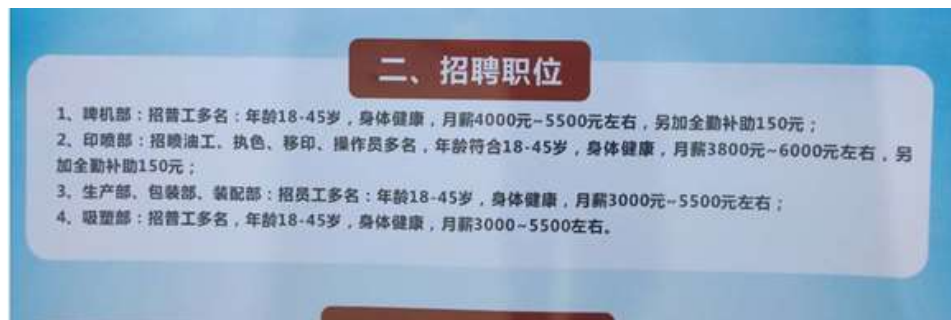 二、招聘职位
1、啤机部：招普工多名：年龄18-45岁，身体健康，月薪4000元~5500元左右，另加全勤补助150元；
2、印喷部：招喷油工、执色、移印、操作员多名，年龄符合18-45岁，身体健康，月薪3800元~6000元左右，另
加全勤补助150元；
3、生产部、包装部、装配部：招员工多名：年龄18-45岁，身体健康，月薪3000元~5500元左右；
4、吸塑部：招普工多名，年龄18-45岁，身体健康，月薪3000~5500左右。